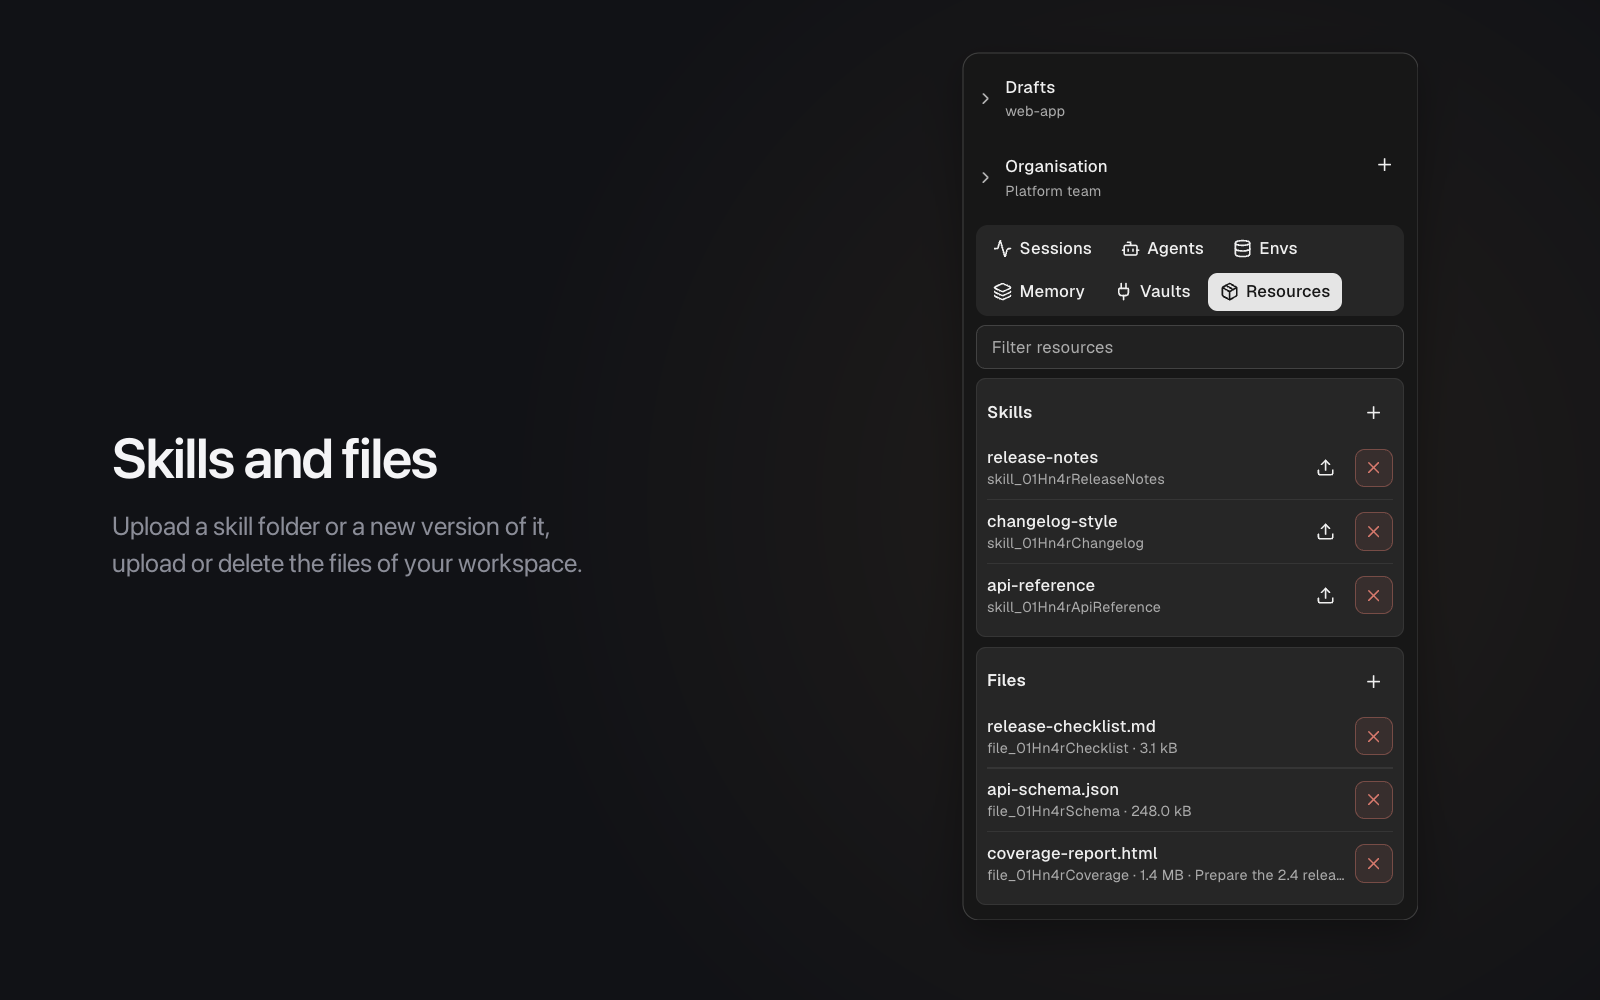 Skills and files
Upload a skill folder or a new version of it,
upload or delete the files of your workspace.
Drafts
web-app
Organisation
Platform team
Sessions
Agents
Envs
Memory
Vaults
Resources
Filter resources
Skills
release-notes
skill_01Hn4rReleaseNotes
changelog-style
skill_01Hn4rChangelog
api-reference
skill_01Hn4rApiReference
Files
release-checklist.md
file_01Hn4rChecklist · 3.1 kB
api-schema.json
file_01Hn4rSchema · 248.0 kB
coverage-report.html
file_01Hn4rCoverage · 1.4 MB · Prepare the 2.4 relea…